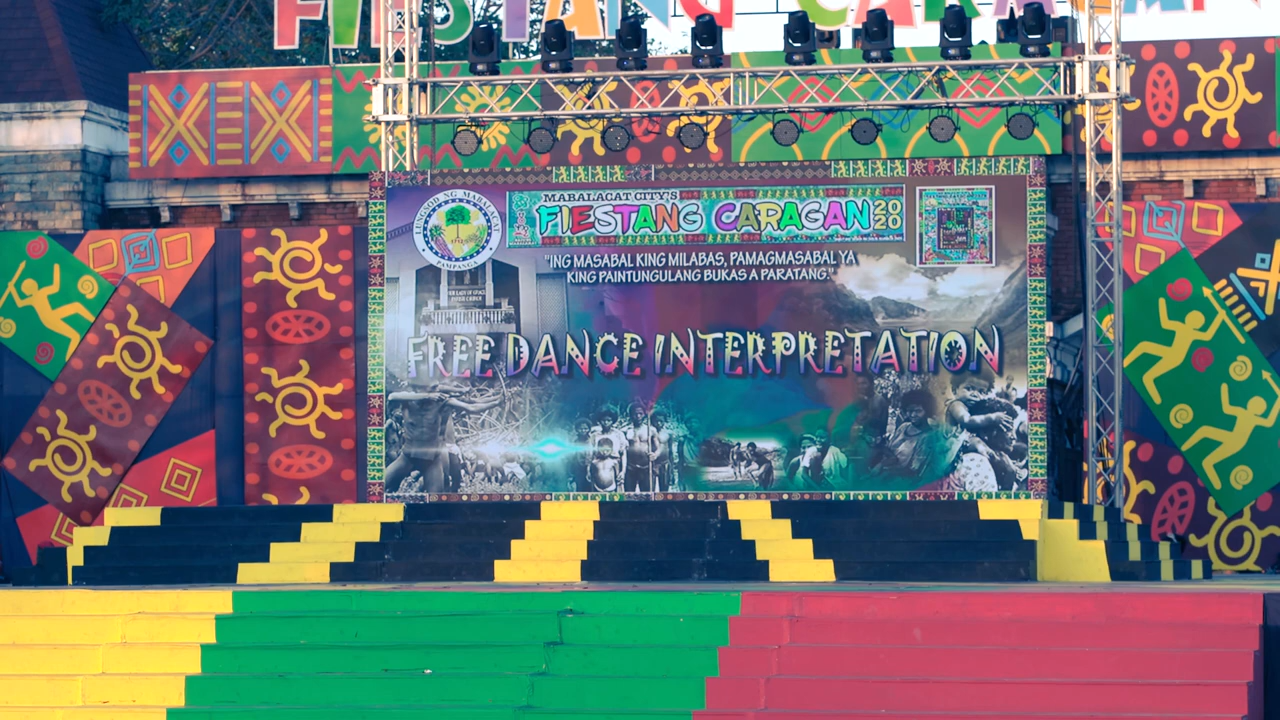 FIESTANG CARAGAN
LUNGSOD NG MABALACAT
PAMPANGA
MABALACAT CITY'S
FIESTANG CARAGAN
2020
"ING MASABAL KING MILABAS, PAMAGMASABAL YA
KING PAINTUNGULANG BUKAS A PARATANG."
FREE DANCE INTERPRETATION